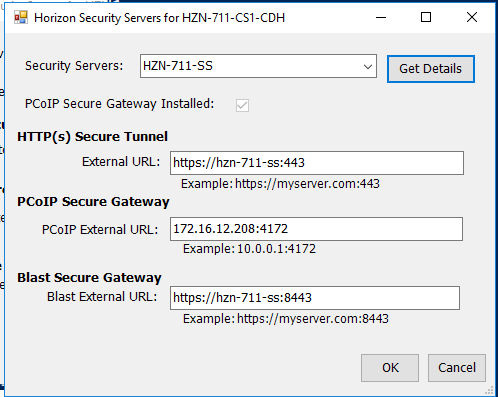 Horizon Security Servers for HZN-711-CS1-CDH
Security Servers: HZN-711-SS Get Details
PCoIP Secure Gateway Installed:
HTTP(s) Secure Tunnel
External URL: https://hzn-711-ss:443
Example: https://myserver.com:443
PCoIP Secure Gateway
PCoIP External URL: 172.16.12.208:4172
Example: 10.0.0.1:4172
Blast Secure Gateway
Blast External URL: https://hzn-711-ss:8443
Example: https://myserver.com:8443
OK Cancel